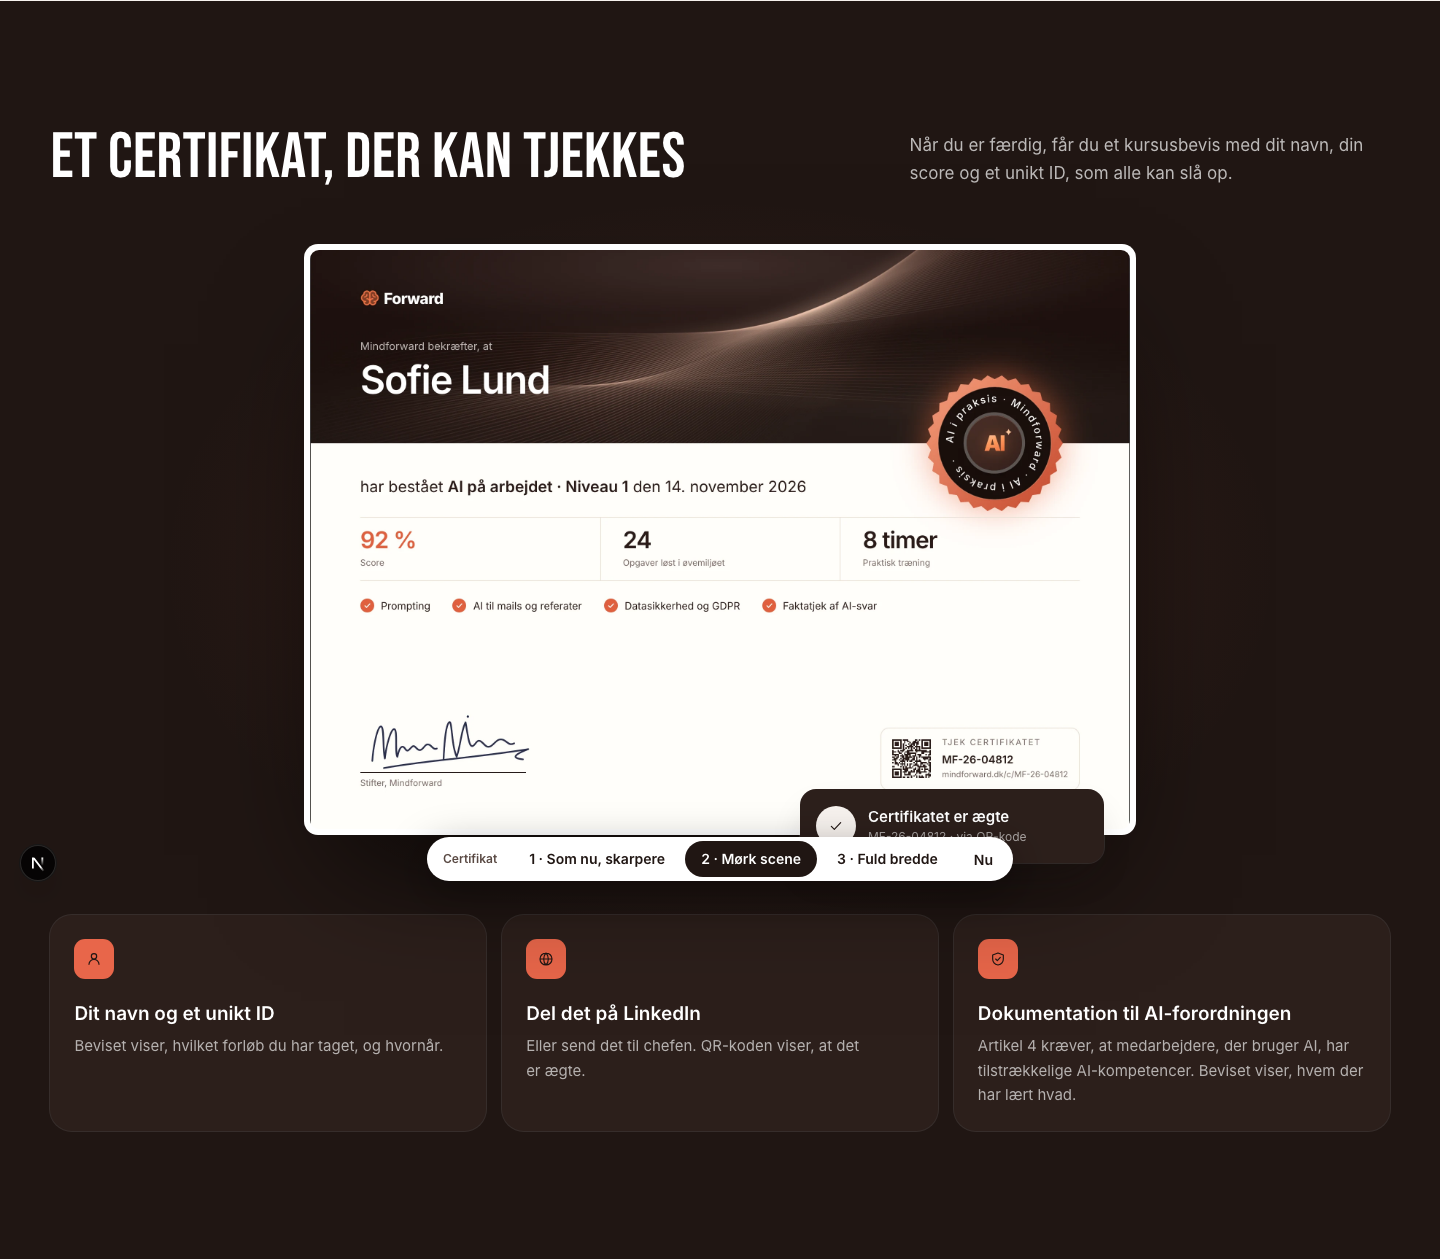 ET CERTIFIKAT, DER KAN TJEKKES
Når du er færdig, får du et kursusbevis med dit navn, din
score og et unikt ID, som alle kan slå op.
Forward
Mindforward bekræfter, at
Sofie Lund
AI i praksis · Mindforward · AI i praksis ·
AI
har bestået AI på arbejdet · Niveau 1 den 14. november 2026
92 %
Score
24
Opgaver løst i øvemiljøet
8 timer
Praktisk træning
Prompting
AI til mails og referater
Datasikkerhed og GDPR
Faktatjek af AI-svar
Stifter, Mindforward
TJEK CERTIFIKATET
MF-26-04812
mindforward.dk/c/MF-26-04812
Certifikatet er ægte
MF-26-04812 · via QR-kode
Certifikat
1 · Som nu, skarpere
2 · Mørk scene
3 · Fuld bredde
Nu
N
Dit navn og et unikt ID
Beviset viser, hvilket forløb du har taget, og hvornår.
Del det på LinkedIn
Eller send det til chefen. QR-koden viser, at det
er ægte.
Dokumentation til AI-forordningen
Artikel 4 kræver, at medarbejdere, der bruger AI, har
tilstrækkelige AI-kompetencer. Beviset viser, hvem der
har lært hvad.